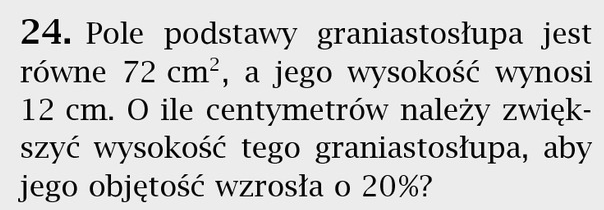 24. Pole podstawy graniastosłupa jest
równe 72 cm², a jego wysokość wynosi
12 cm. O ile centymetrów należy zwięk-
szyć wysokość tego graniastosłupa, aby
jego objętość wzrosła o 20%?